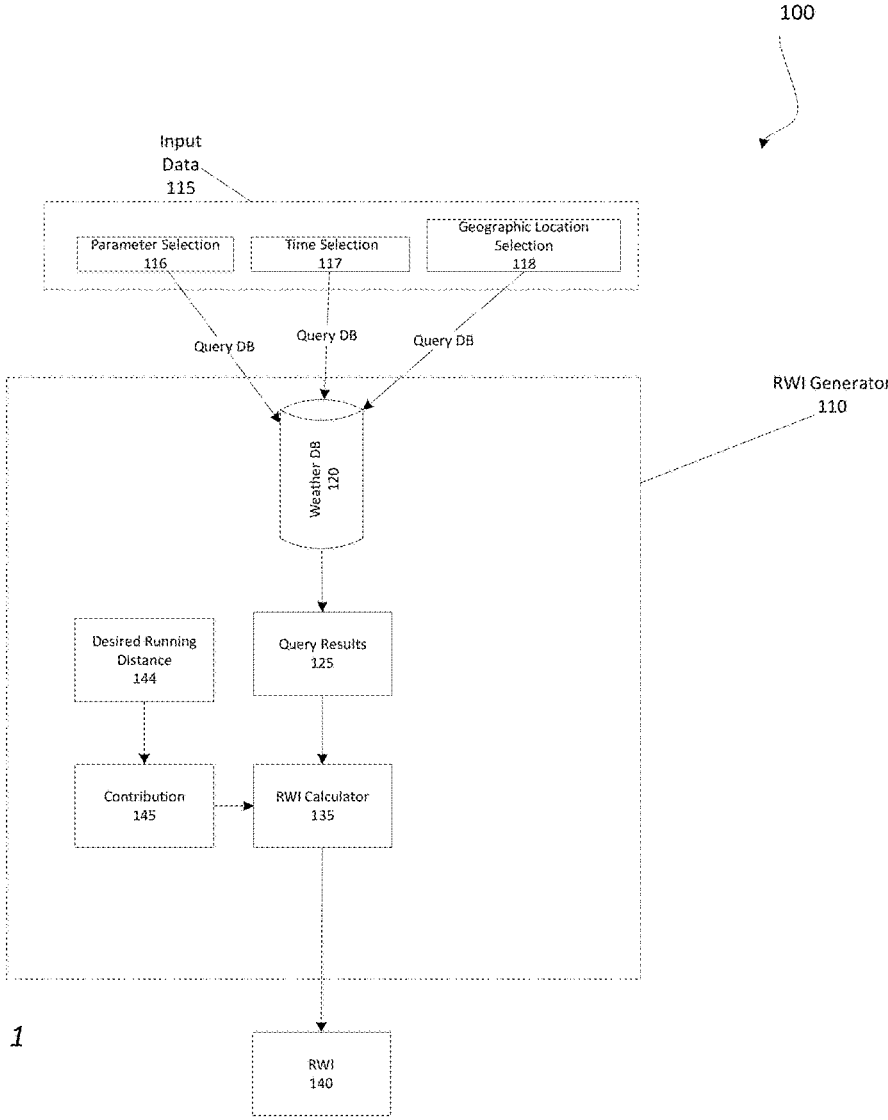 100
Input
Data
115
Parameter Selection
116
Time Selection
117
Geographic Location
Selection
118
Query DB
Query DB
Query DB
RWI Generator
110
Weather DB
120
Desired Running
Distance
144
Query Results
125
Contribution
145
RWI Calculator
135
1
RWI
140